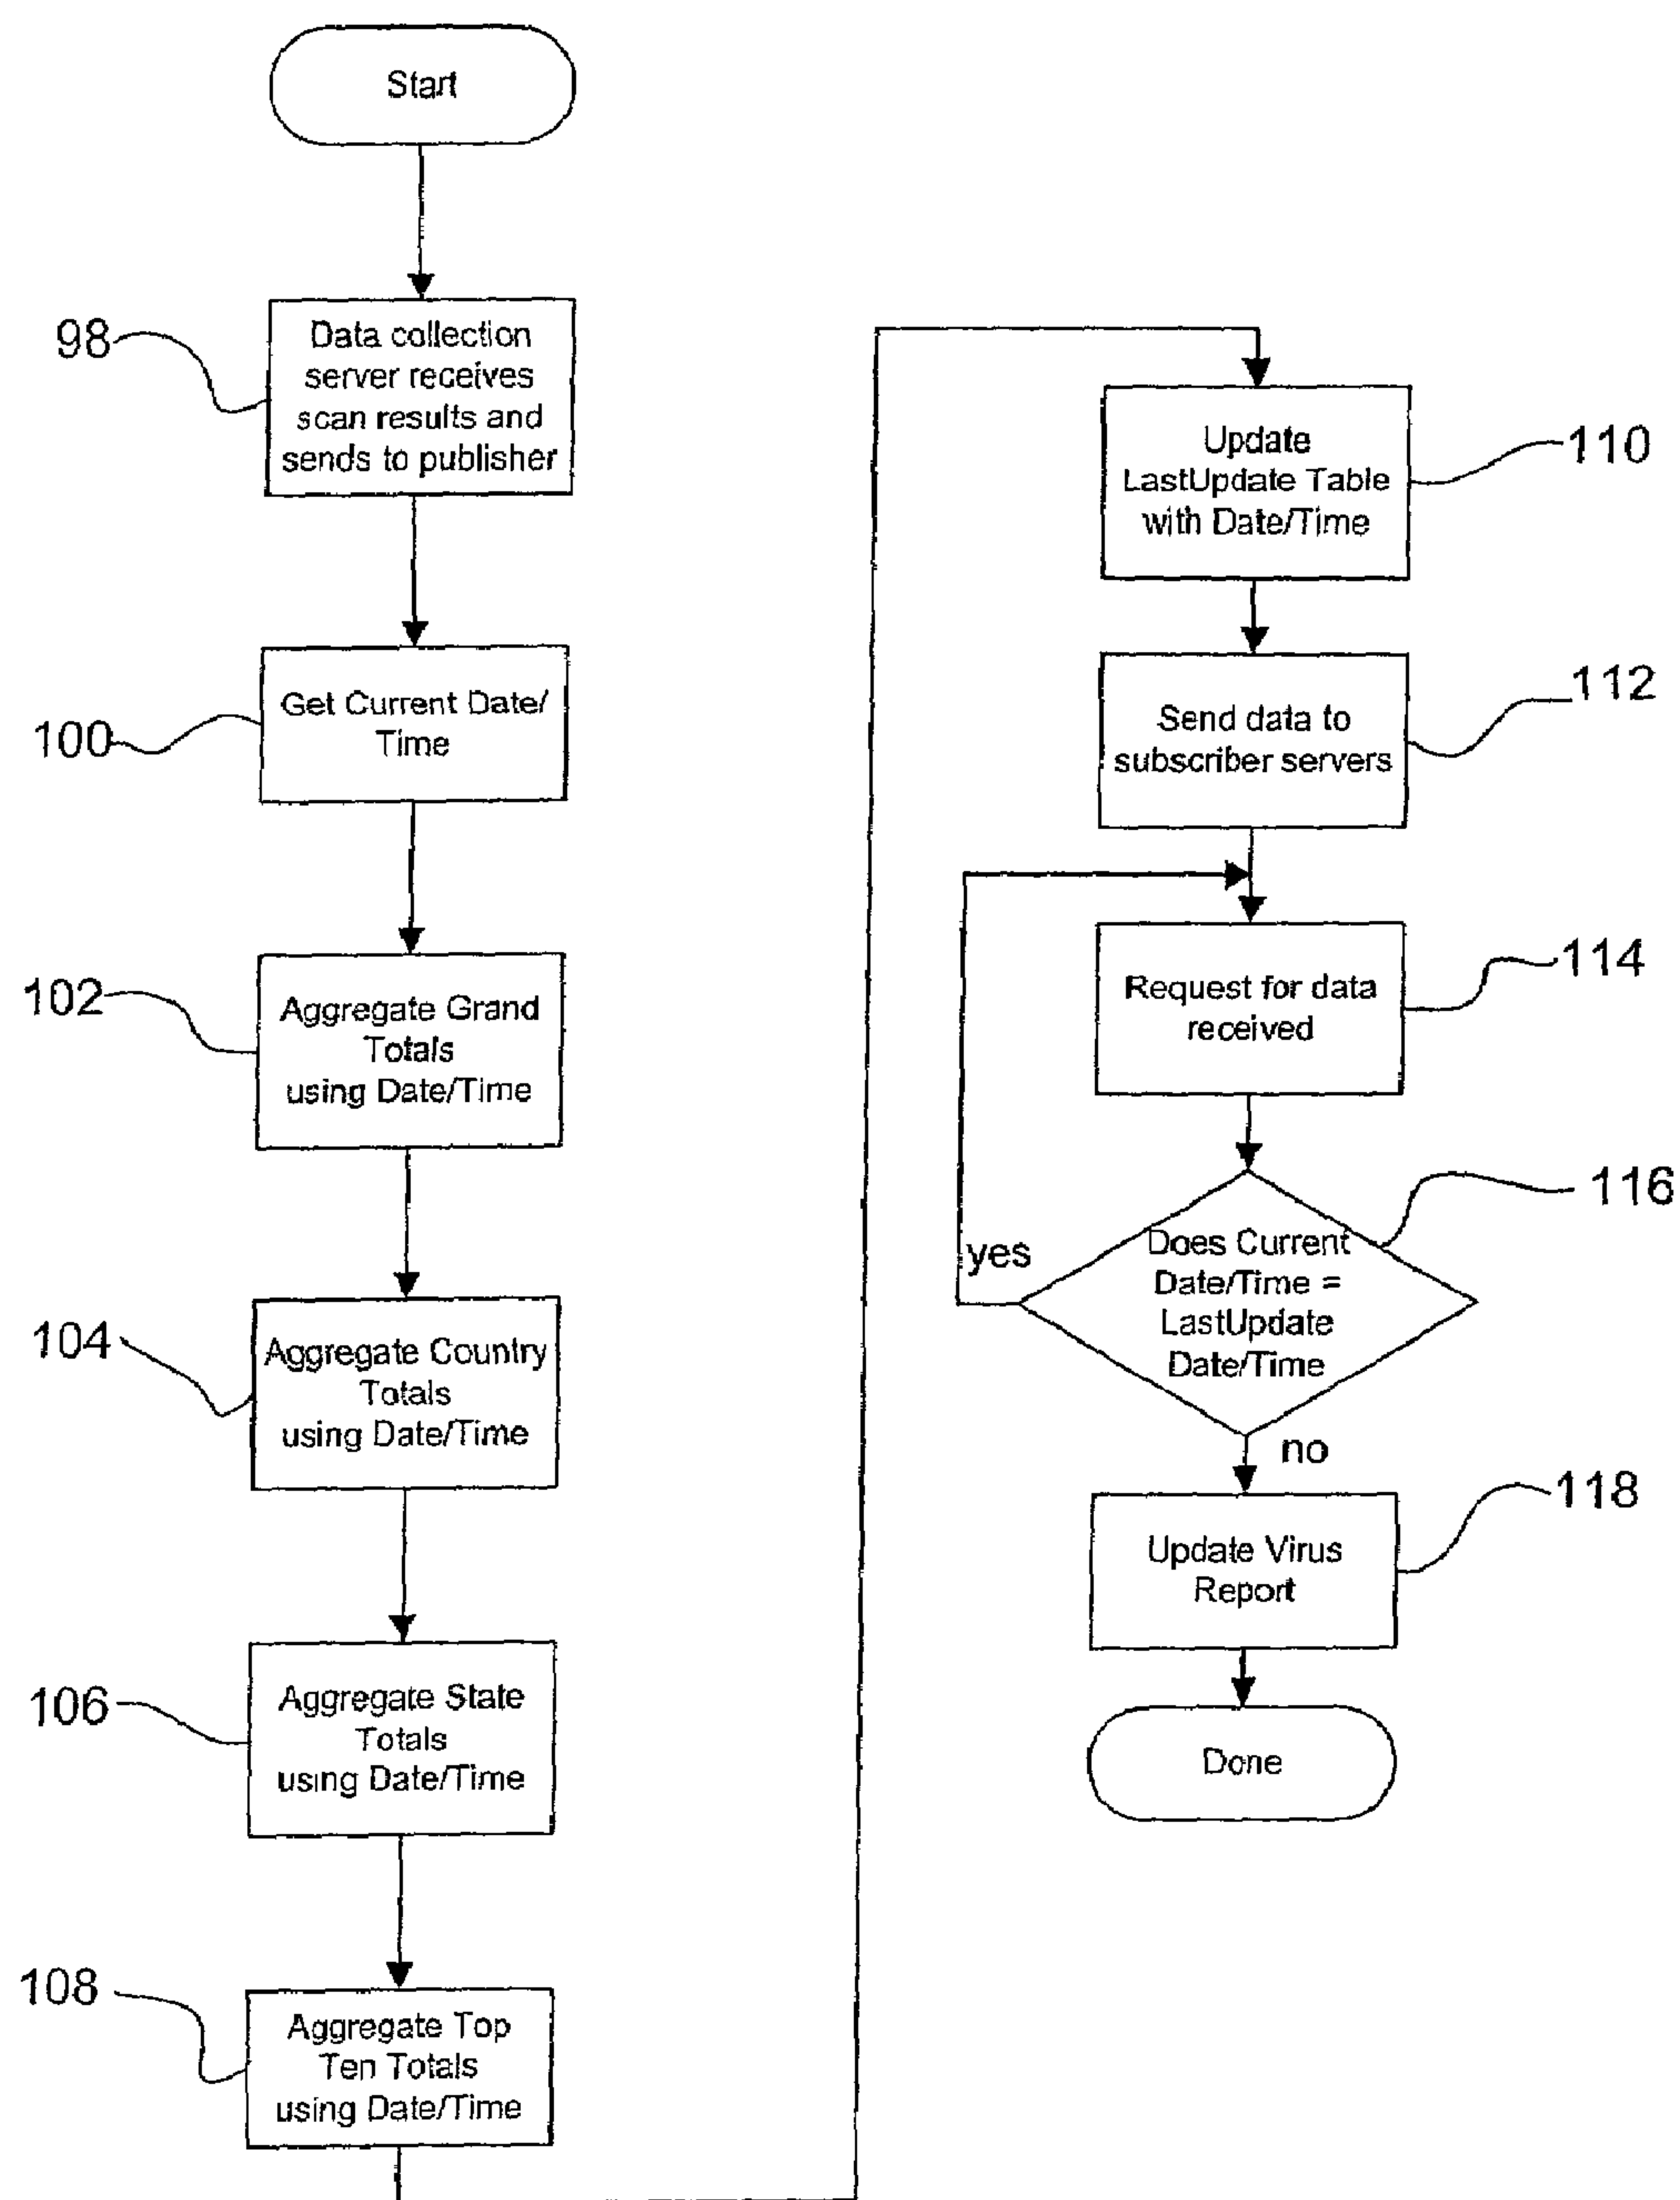 Start
98
Data collection
server receives
scan results and
sends to publisher
100
Get Current Date/
Time
102
Aggregate Grand
Totals
using Date/Time
104
Aggregate Country
Totals
using Date/Time
106
Aggregate State
Totals
using Date/Time
108
Aggregate Top
Ten Totals
using Date/Time
110
Update
LastUpdate Table
with Date/Time
112
Send data to
subscriber servers
114
Request for data
received
116
Does Current
Date/Time =
LastUpdate
Date/Time
yes
no
118
Update Virus
Report
Done